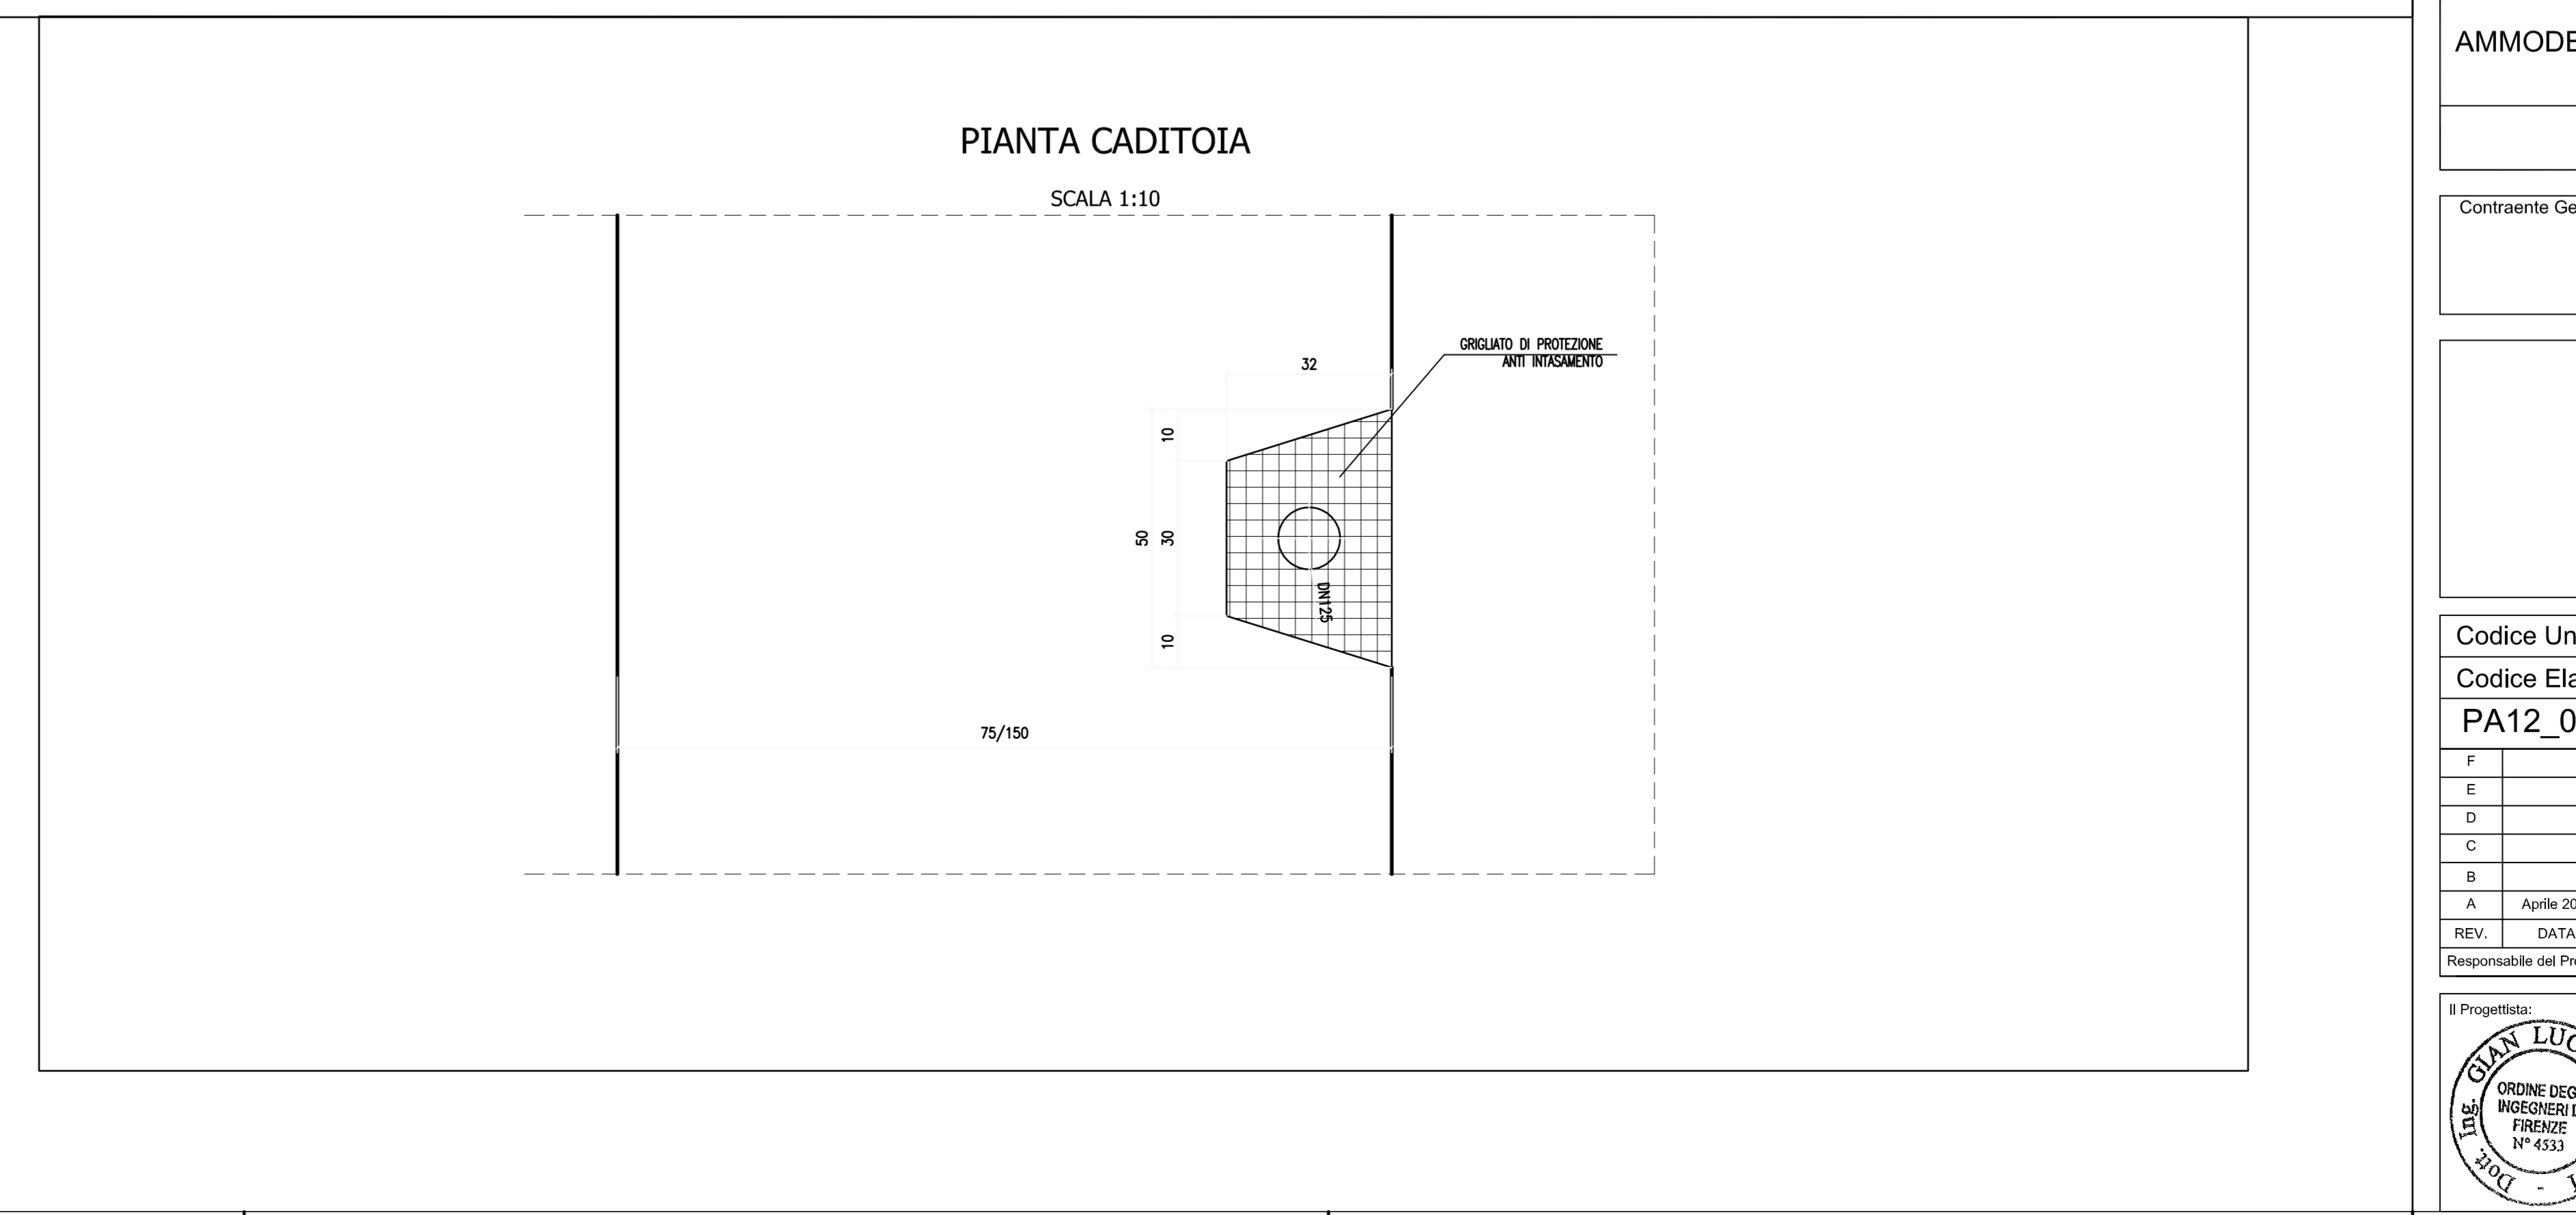 PIANTA CADITOIA
SCALA 1:10
GRIGLIATO DI PROTEZIONE
ANTI INTASAMENTO
32
10
50
30
10
DN125
75/150
AMMODE
Contraente Ge
Codice Un
Codice Ela
PA12_0
F
E
D
C
B
A Aprile 20
REV. DATA
Responsabile del Pr
Il Progettista:
Dott. Ing. GIAN LUC
ORDINE DEG
INGEGNERI
FIRENZE
N° 4533